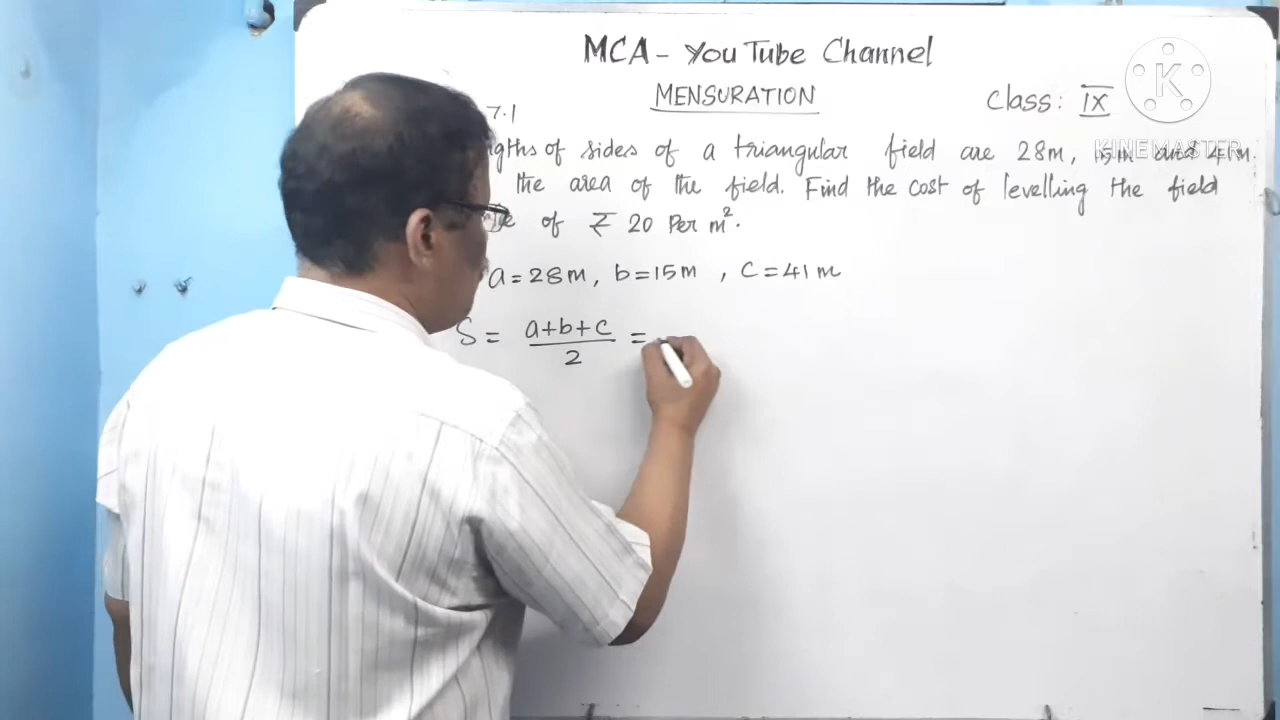 MCA - YouTube Channel
MENSURATION
Class: IX
K
KINEMASTER
7.1
of sides of a triangular field are 28m, 15m and 41m.
the area of the field. Find the cost of levelling the field
of ₹ 20 Per m².
a = 28m, b = 15m , C = 41m
S = a+b+c / 2 =